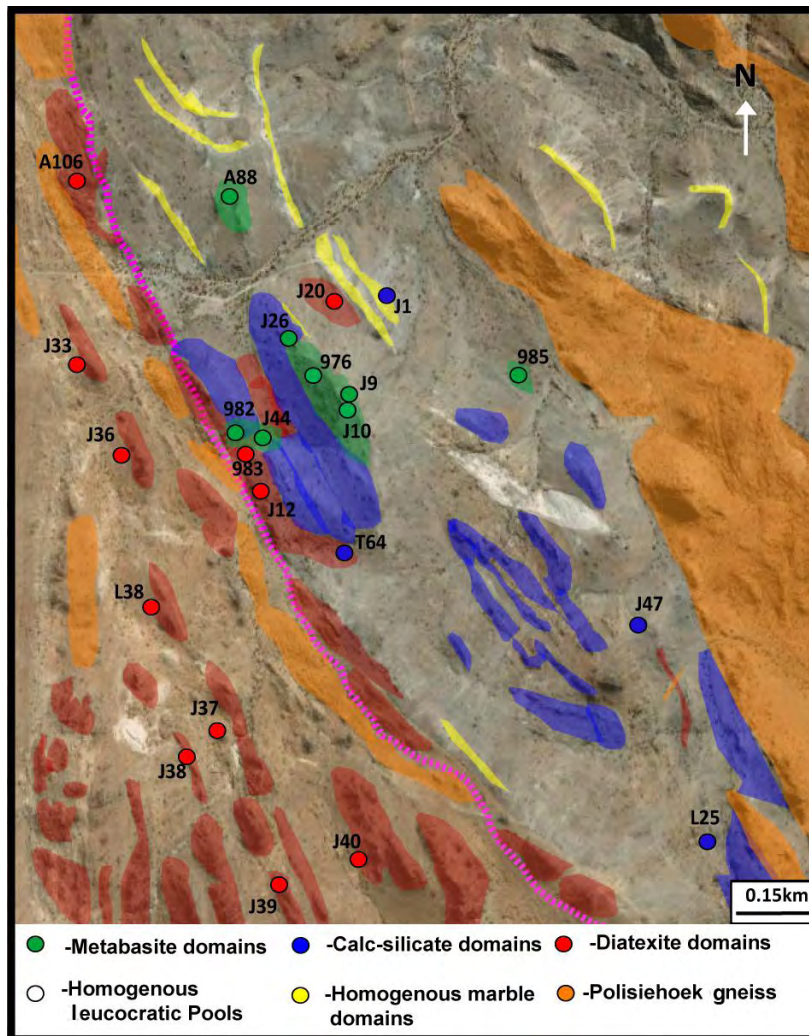 N
A106
A88
J20
J1
J26
J33
976
985
J9
982
J44
J10
J36
983
J12
T64
L38
J47
J37
J38
L25
J40
J39
0.15km
-Metabasite domains
-Calc-silicate domains
-Diatexite domains
-Homogenous leucocratic Pools
-Homogenous marble domains
-Polisiehoek gneiss